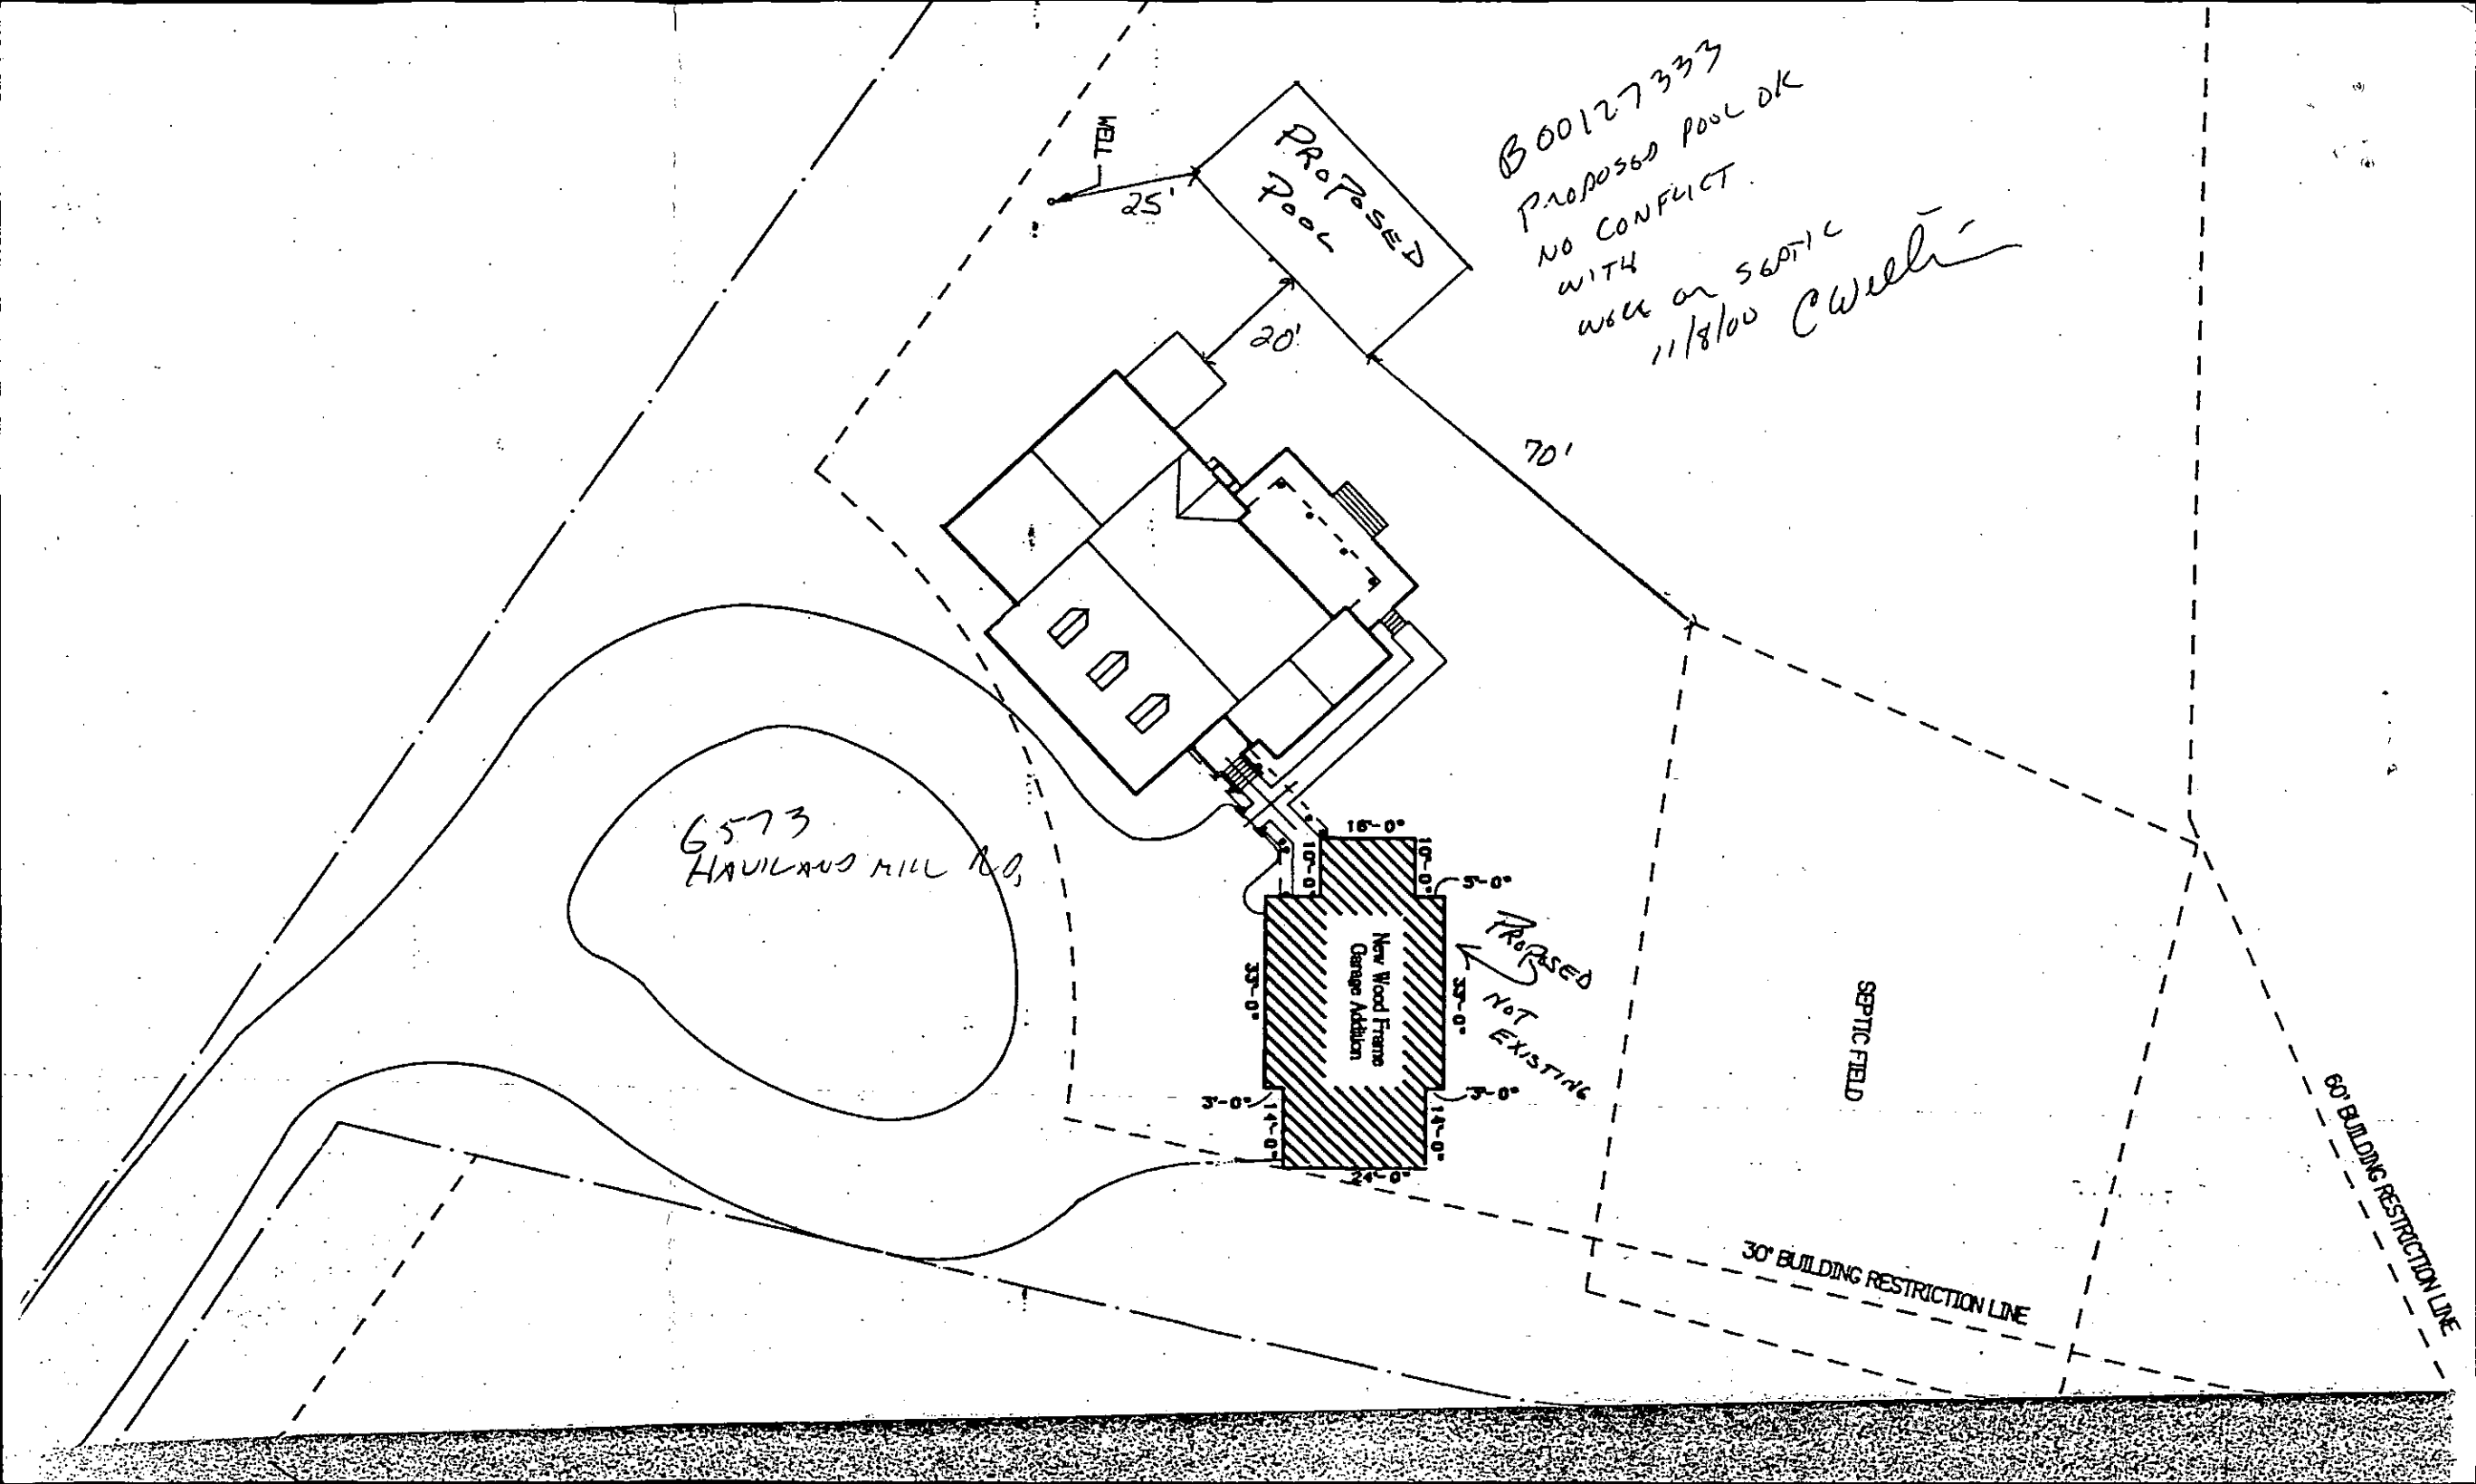 B00127333
PROPOSED POOL OK
NO CONFLICT
WITH
WELL OR SEPTIC
11/8/00
WELL
25'
PROPOSED
POOL
20'
70'
6573
HAVILAND MILL RD,
16'-0"
10'-0"
10'-0"
5'-0"
PROPOSED
NOT
EXISTING
New Wood Frame
Garage Addition
33'-0"
33'-0"
3'-0"
3'-0"
14'-0"
14'-0"
24'-0"
SEPTIC FIELD
30' BUILDING RESTRICTION LINE
60' BUILDING RESTRICTION LINE